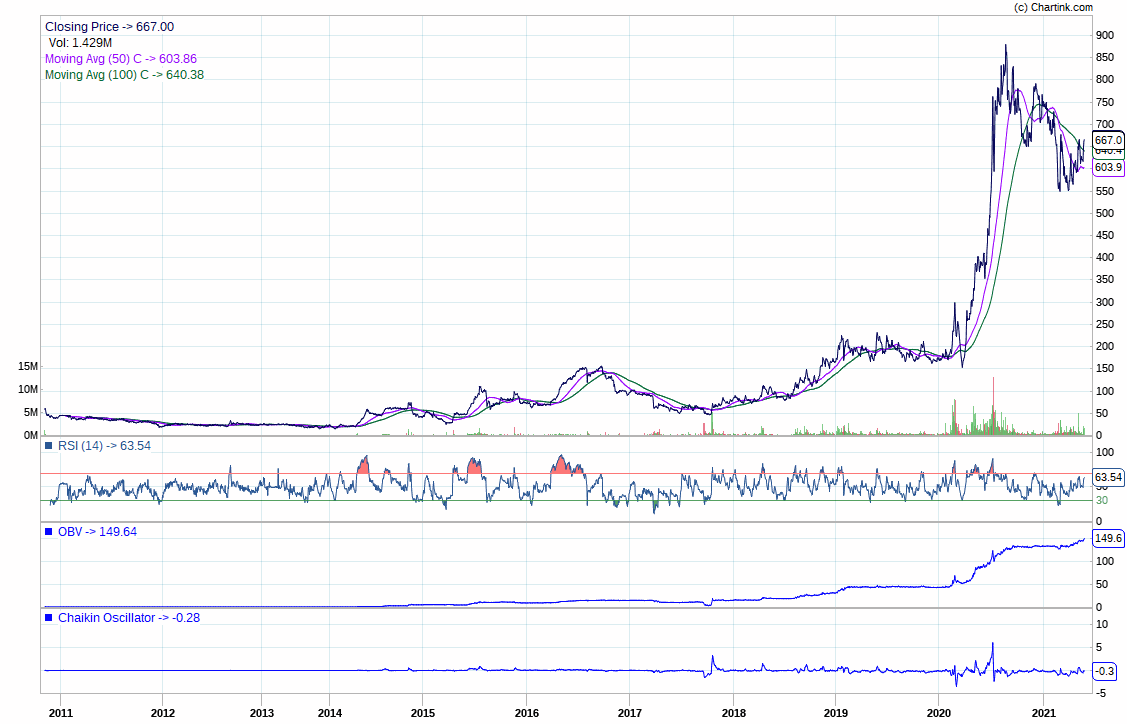 (c) Chartink.com
Closing Price -> 667.00
Vol: 1.429M
Moving Avg (50) C -> 603.86
Moving Avg (100) C -> 640.38
900
850
800
750
700
667.0
640.4
603.9
550
500
450
400
350
300
250
200
150
100
50
0
15M
10M
5M
0M
RSI (14) -> 63.54
100
63.54
50
30
0
OBV -> 149.64
149.6
100
50
0
Chaikin Oscillator -> -0.28
10
5
-0.3
-5
2011 2012 2013 2014 2015 2016 2017 2018 2019 2020 2021